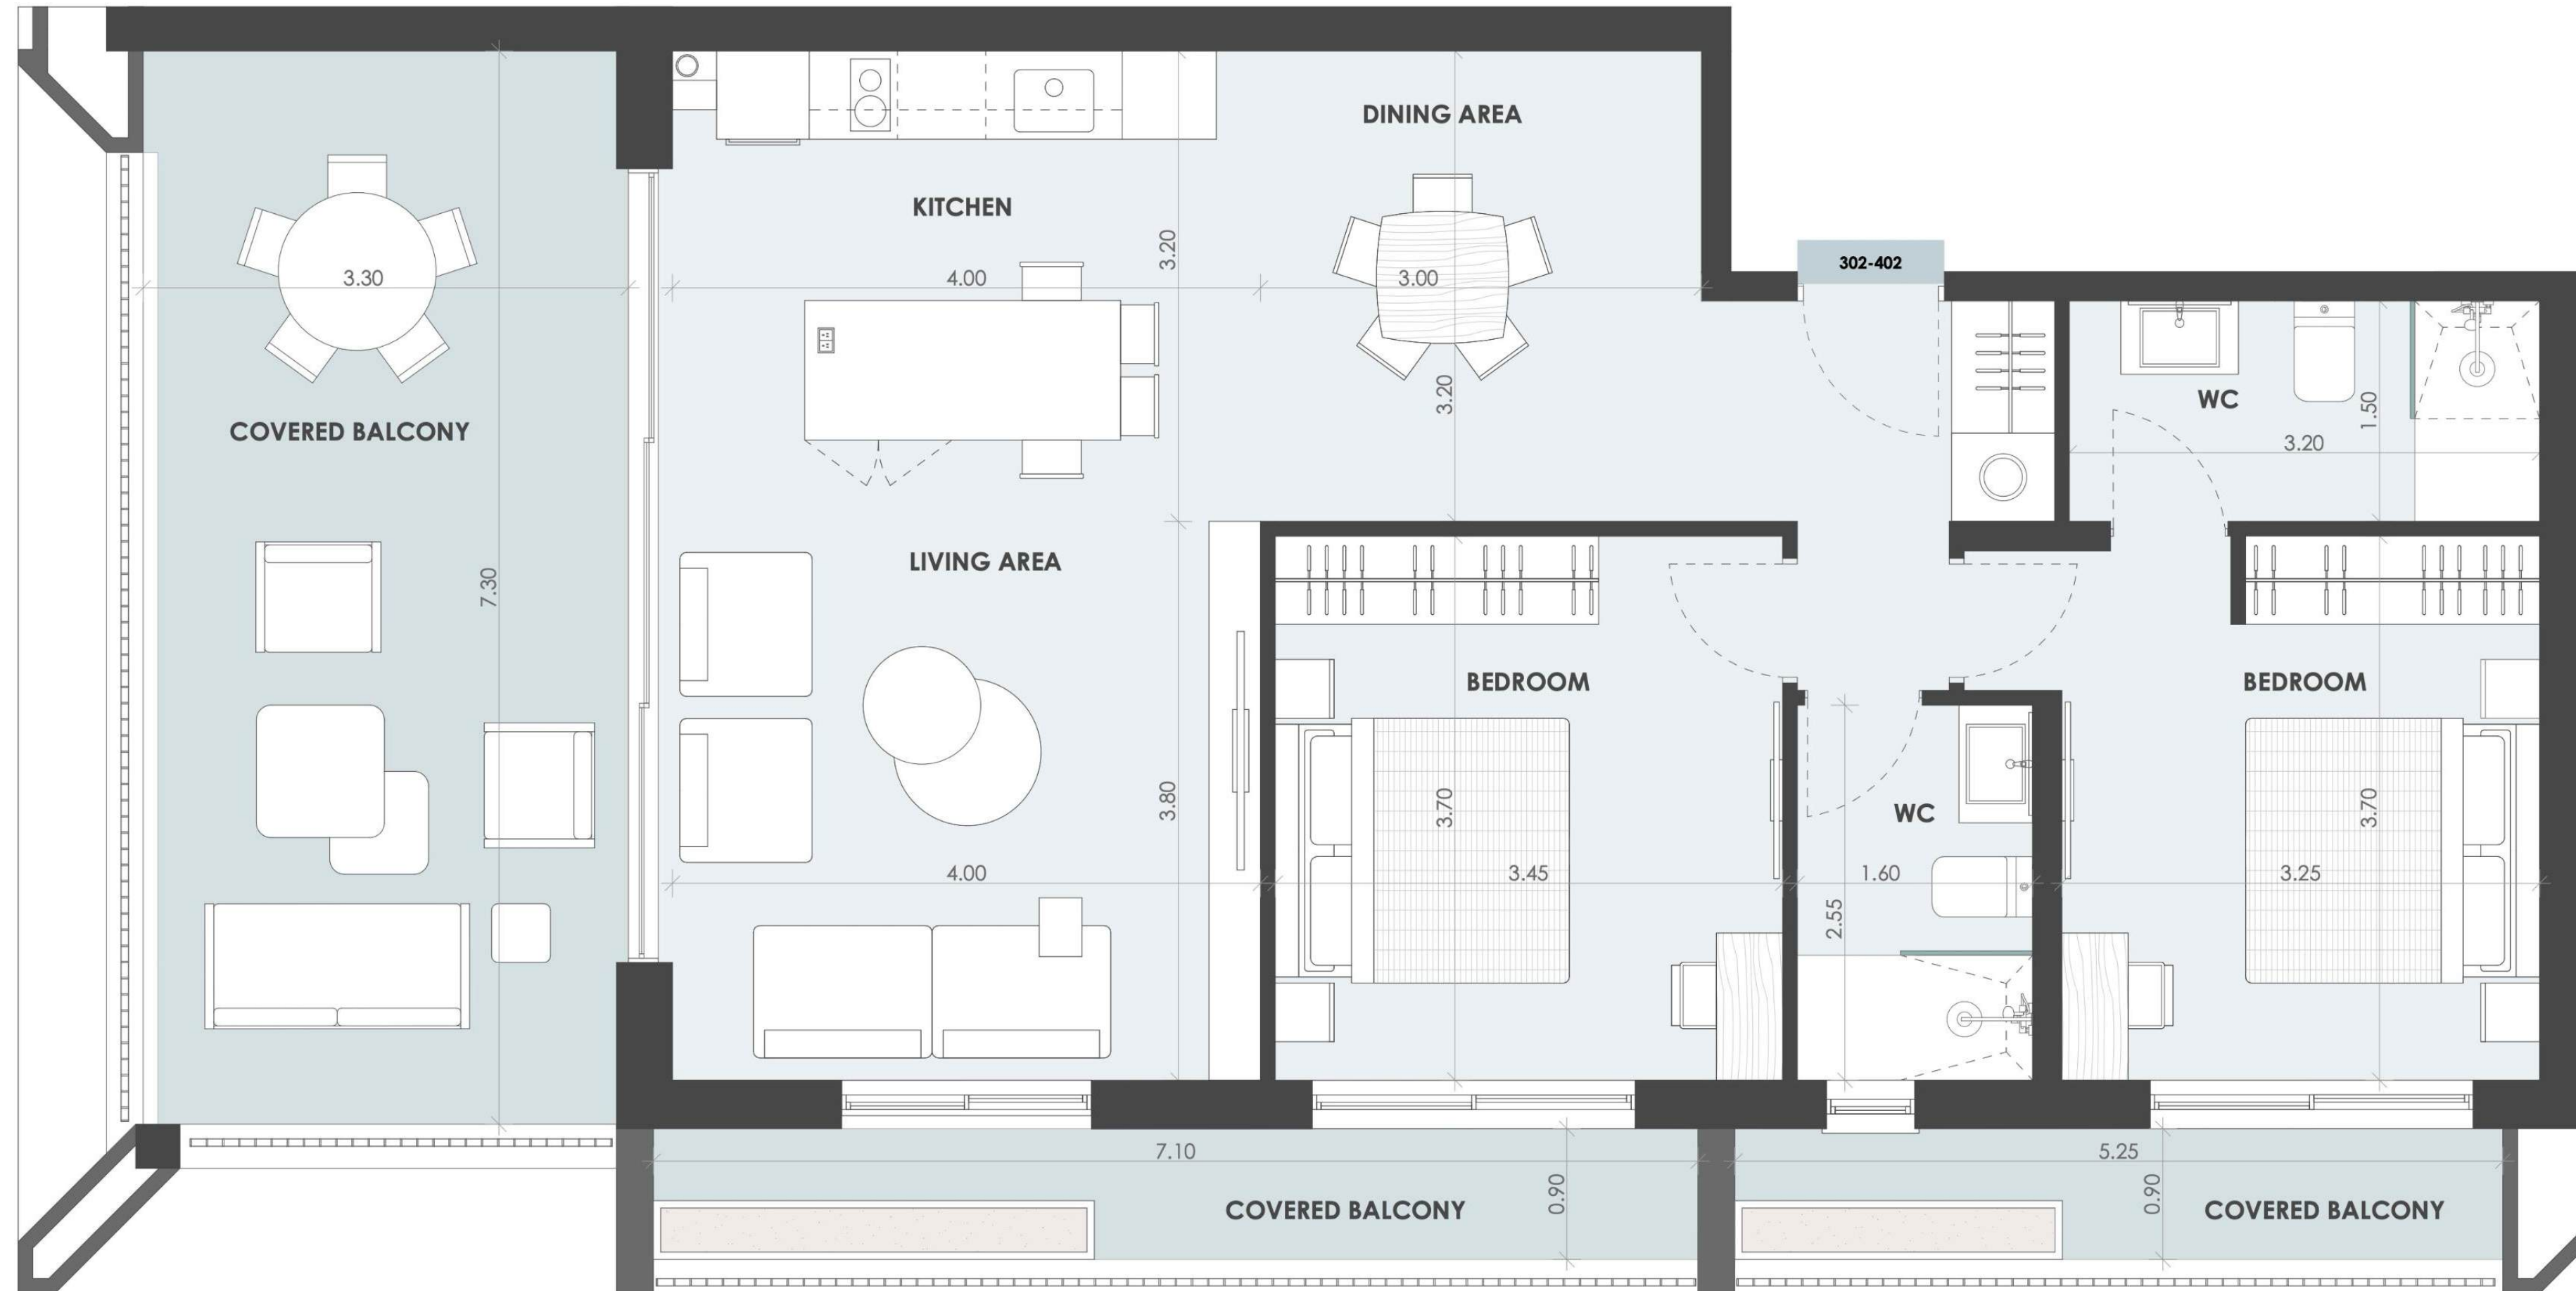 DINING AREA
KITCHEN
3.20
302-402
3.30
4.00
3.00
3.20
WC
1.50
3.20
COVERED BALCONY
7.30
LIVING AREA
BEDROOM
BEDROOM
3.80
3.70
WC
3.70
4.00
3.45
1.60
3.25
2.55
7.10
5.25
0.90
COVERED BALCONY
0.90
COVERED BALCONY